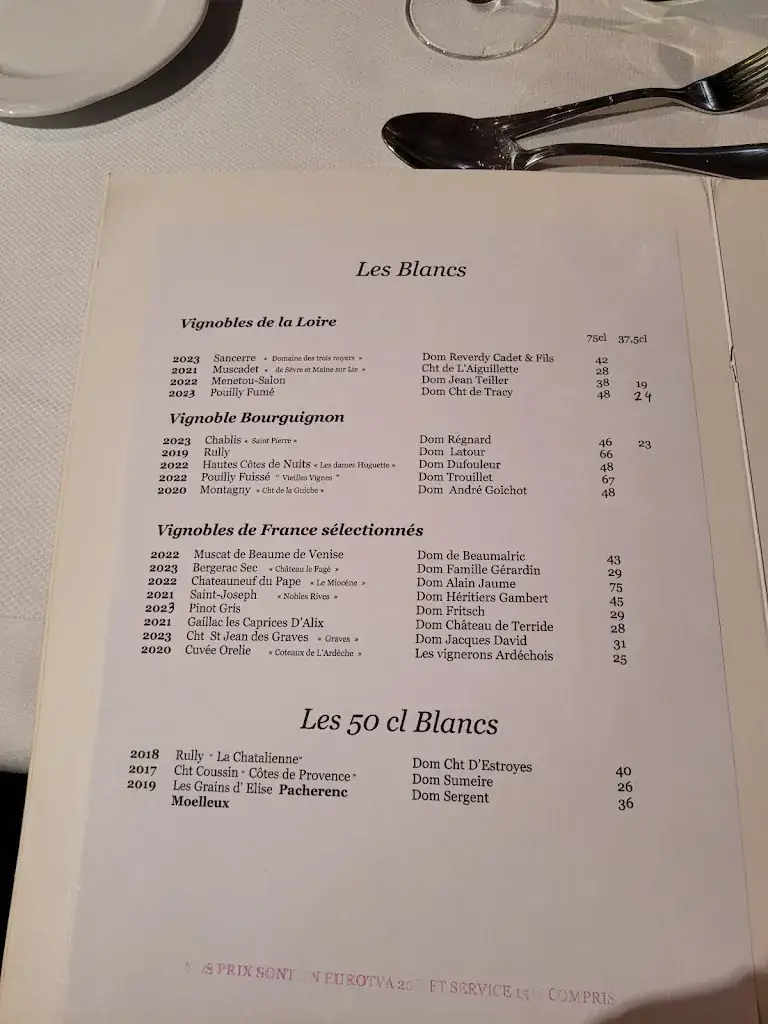 Les Blancs
Vignobles de la Loire
75cl 37,5cl
2023 Sancerre « Domaine des trois noyers » Dom Reverdy Cadet & Fils 42
2021 Muscadet « de Sèvre et Maine sur Lie » Cht de L'Aiguillette 28
2022 Menetou-Salon Dom Jean Teiller 38 19
2023 Pouilly Fumé Dom Cht de Tracy 48 24
Vignoble Bourguignon
2023 Chablis « Saint Pierre » Dom Régnard 46 23
2019 Rully Dom Latour 66
2022 Hautes Côtes de Nuits « Les dames Huguette » Dom Dufouleur 48
2022 Pouilly Fuissé " Vieilles Vignes " Dom Trouillet 67
2020 Montagny « Cht de la Guiche » Dom André Goichot 48
Vignobles de France sélectionnés
2022 Muscat de Beaume de Venise Dom de Beaumalric 43
2023 Bergerac Sec « Château le Fagé » Dom Famille Gérardin 29
2022 Chateauneuf du Pape « Le Miocène » Dom Alain Jaume 75
2021 Saint-Joseph « Nobles Rives » Dom Héritiers Gambert 45
2023 Pinot Gris Dom Fritsch 29
2021 Gaillac les Caprices D'Alix Dom Château de Terride 28
2023 Cht St Jean des Graves « Graves » Dom Jacques David 31
2020 Cuvée Orelie « Coteaux de L'Ardèche » Les vignerons Ardéchois 25
Les 50 cl Blancs
2018 Rully " La Chatalienne" Dom Cht D'Estroyes 40
2017 Cht Coussin " Côtes de Provence" Dom Sumeire 26
2019 Les Grains d' Elise Pacherenc Dom Sergent 36
Moelleux
PRIX SONT EUROTVA ET SERVICE COMPRIS